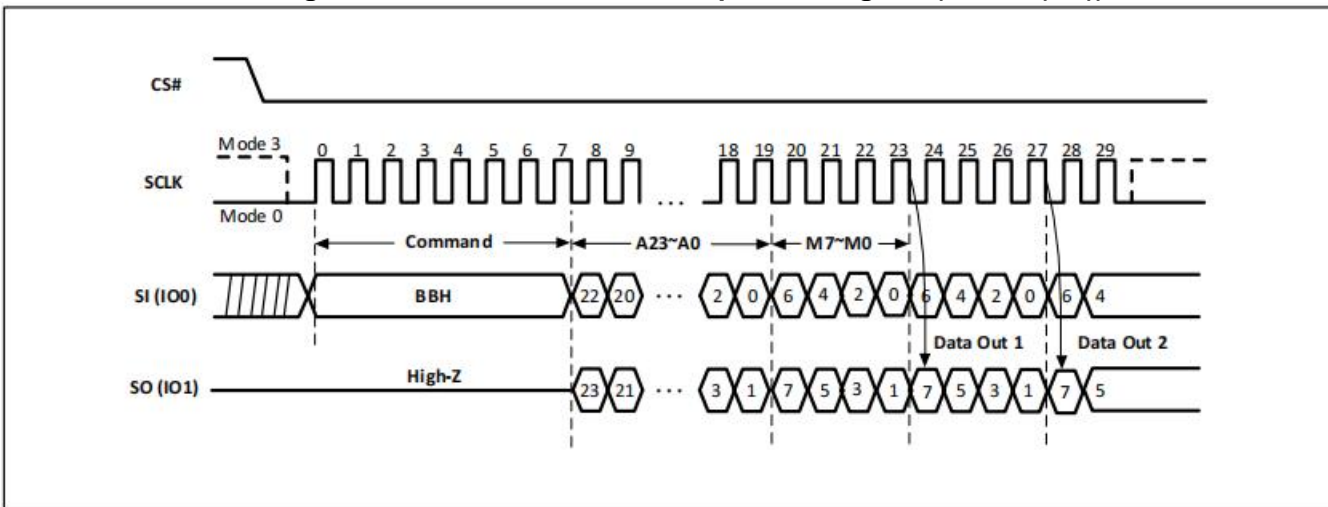 CS#
Mode 3
0 1 2 3 4 5 6 7 8 9 18 19 20 21 22 23 24 25 26 27 28 29
SCLK
...
Mode 0
Command A23~A0 M7~M0
SI (IO0) BBH 22 20 ... 2 0 6 4 2 0 6 4 2 0 6 4
Data Out 1 Data Out 2
SO (IO1) High-Z 23 21 ... 3 1 7 5 3 1 7 5 3 1 7 5